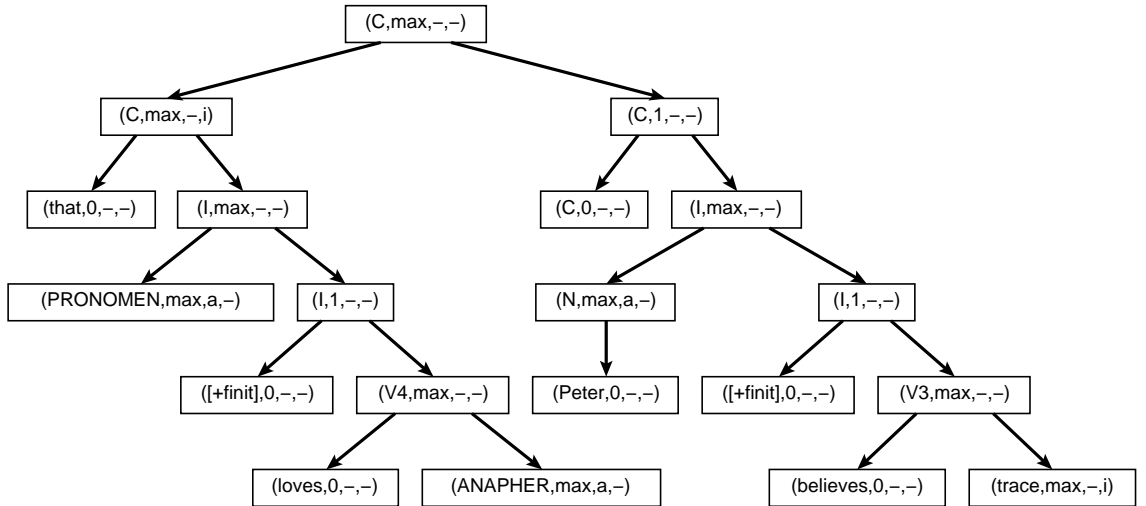 (C,max,–,–)
(C,max,–,i)
(C,1,–,–)
(that,0,–,–)
(I,max,–,–)
(C,0,–,–)
(I,max,–,–)
(PRONOMEN,max,a,–)
(I,1,–,–)
(N,max,a,–)
(I,1,–,–)
([+finit],0,–,–)
(V4,max,–,–)
(Peter,0,–,–)
([+finit],0,–,–)
(V3,max,–,–)
(loves,0,–,–)
(ANAPHER,max,a,–)
(believes,0,–,–)
(trace,max,–,i)